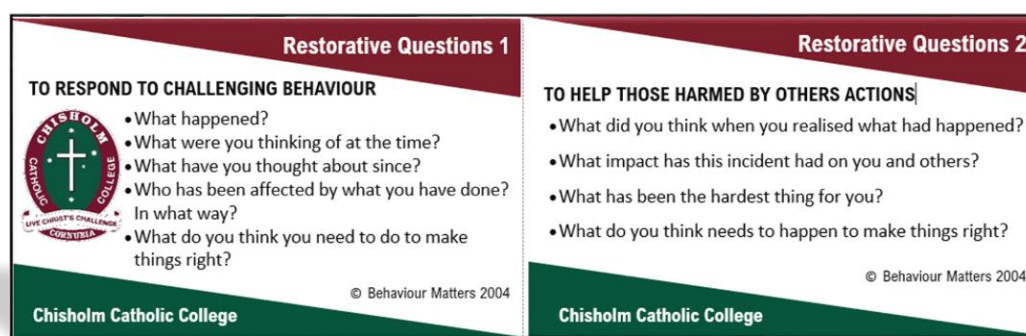 Restorative Questions 1
TO RESPOND TO CHALLENGING BEHAVIOUR
CHISHOLM
CATHOLIC COLLEGE
LIVE CHRIST'S CHALLENGE
CORNUBIA
•What happened?
•What were you thinking of at the time?
•What have you thought about since?
•Who has been affected by what you have done?
In what way?
•What do you think you need to do to make
things right?
© Behaviour Matters 2004
Chisholm Catholic College
Restorative Questions 2
TO HELP THOSE HARMED BY OTHERS ACTIONS
•What did you think when you realised what had happened?
•What impact has this incident had on you and others?
•What has been the hardest thing for you?
•What do you think needs to happen to make things right?
© Behaviour Matters 2004
Chisholm Catholic College